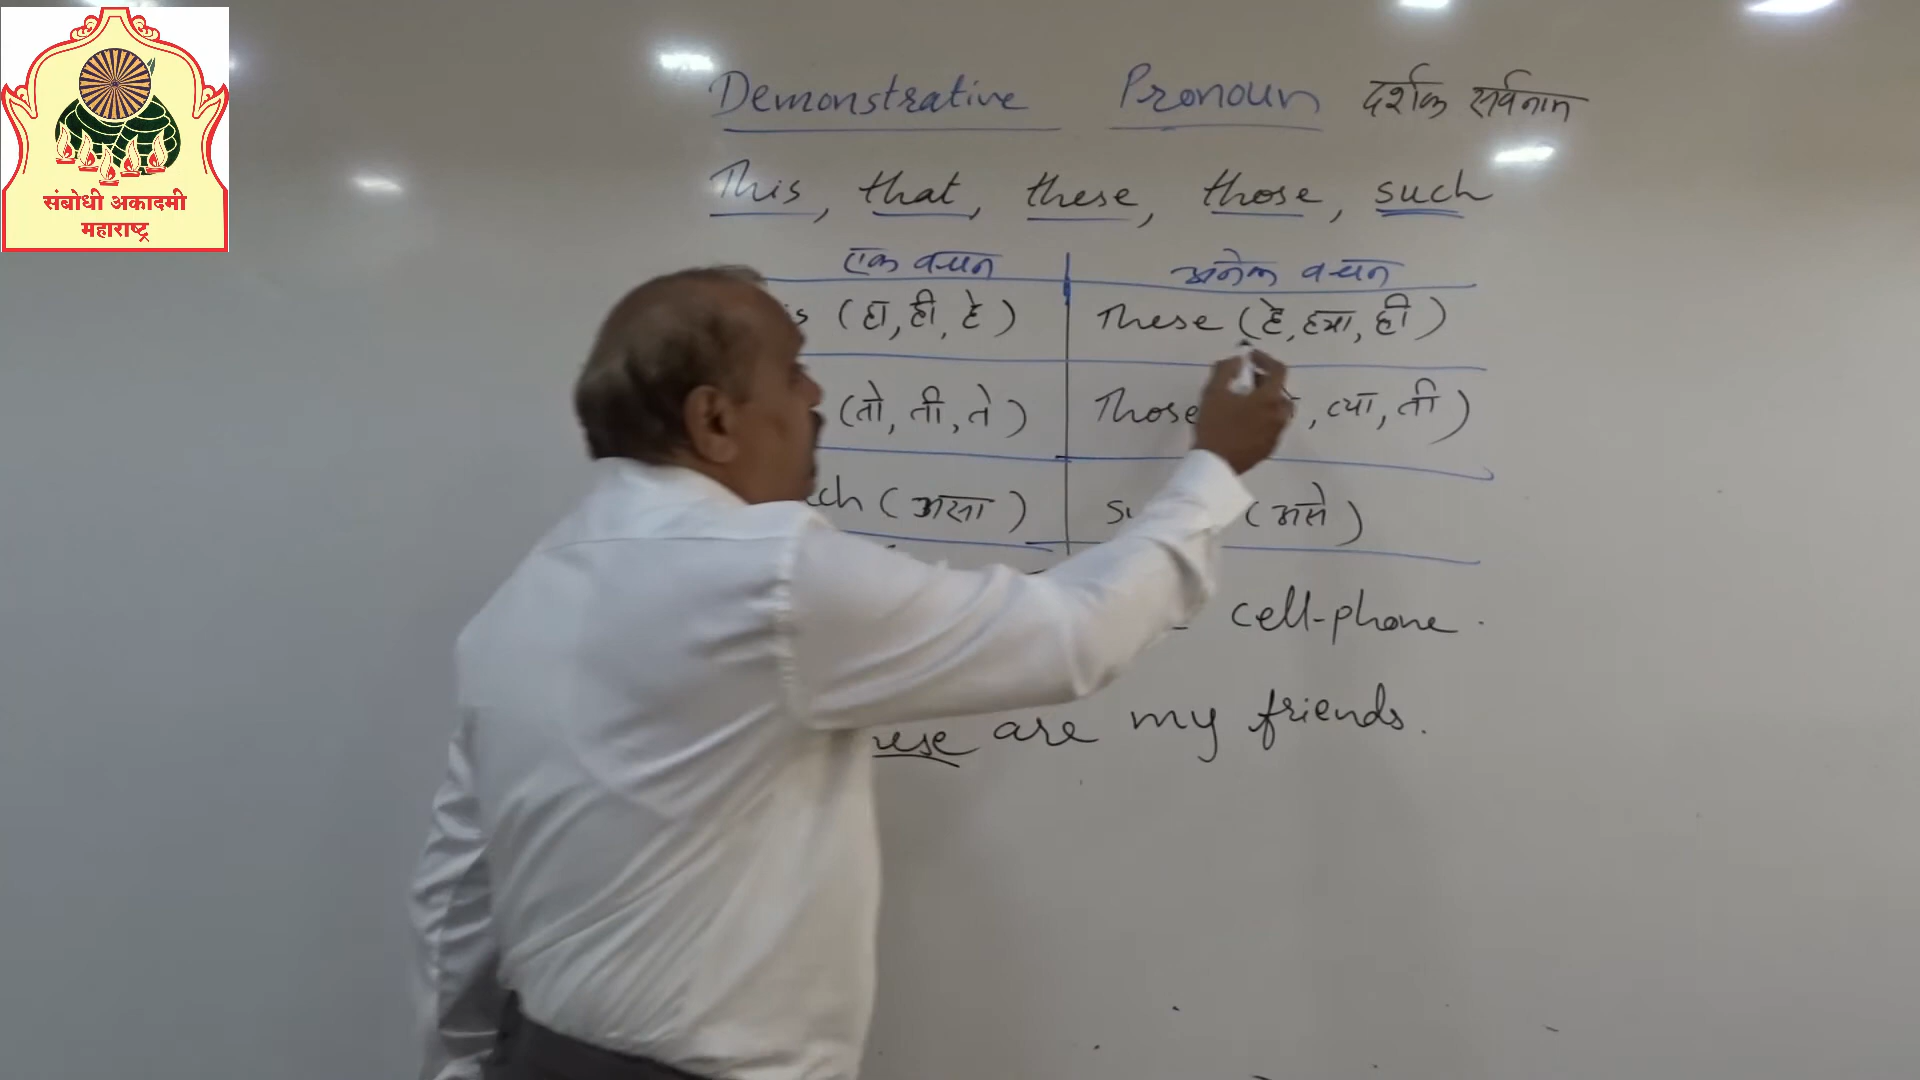 संबोधी अकादमी
महाराष्ट्र
Demonstrative Pronoun दर्शक सर्वनाम
This, that, these, those, such
एक वचन अनेक वचन
(हा, ही, हे) These (हे, ह्या, ही)
(तो, ती, ते) Those , त्या, ती)
(असा) (असे)
cell-phone.
are my friends.